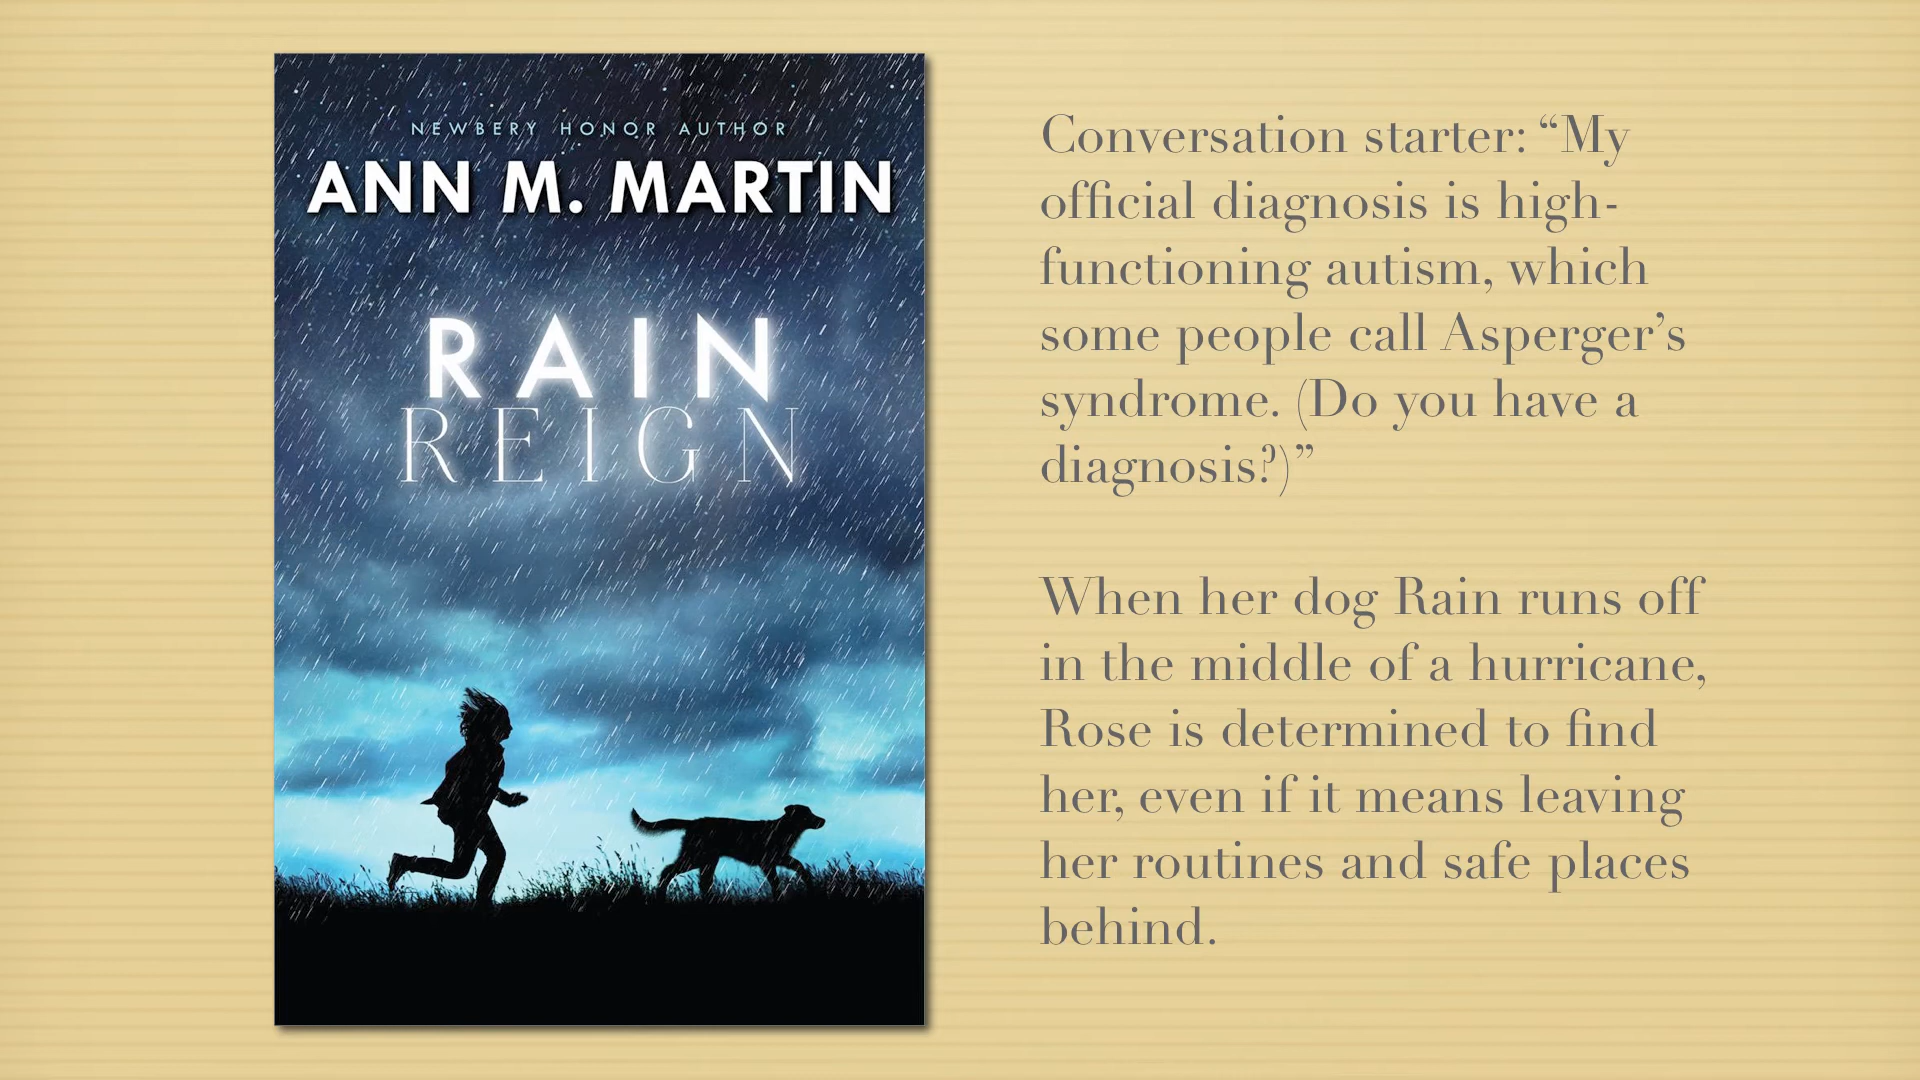 NEWBERY HONOR AUTHOR
ANN M. MARTIN
RAIN
REIGN
Conversation starter: “My
official diagnosis is high-
functioning autism, which
some people call Asperger’s
syndrome. (Do you have a
diagnosis?)”
When her dog Rain runs off
in the middle of a hurricane,
Rose is determined to find
her, even if it means leaving
her routines and safe places
behind.